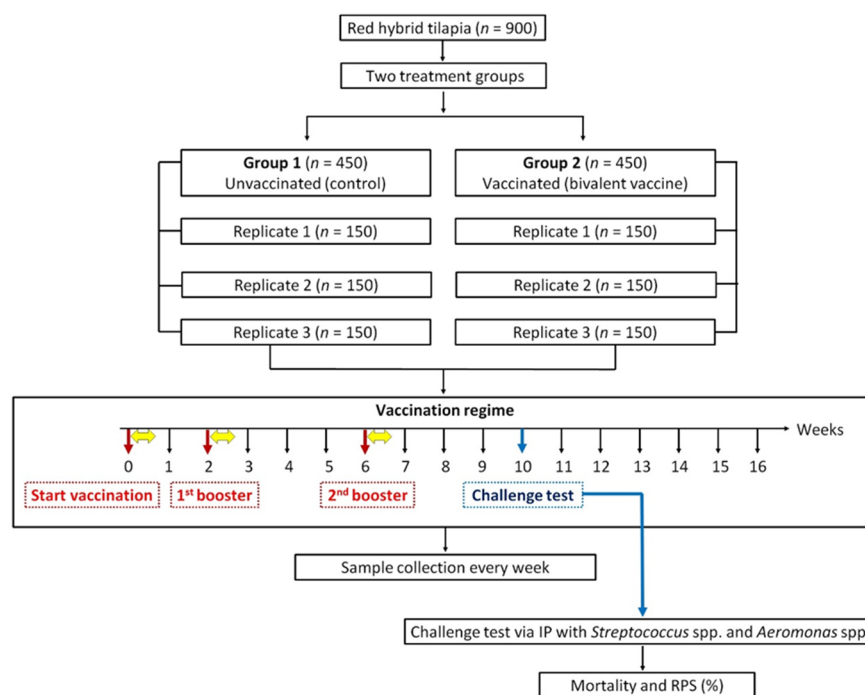 Red hybrid tilapia (n = 900)
Two treatment groups
Group 1 (n = 450)
Unvaccinated (control)
Group 2 (n = 450)
Vaccinated (bivalent vaccine)
Replicate 1 (n = 150)
Replicate 1 (n = 150)
Replicate 2 (n = 150)
Replicate 2 (n = 150)
Replicate 3 (n = 150)
Replicate 3 (n = 150)
Vaccination regime
Weeks
0 1 2 3 4 5 6 7 8 9 10 11 12 13 14 15 16
Start vaccination
1st booster
2nd booster
Challenge test
Sample collection every week
Challenge test via IP with Streptococcus spp. and Aeromonas spp
Mortality and RPS (%)